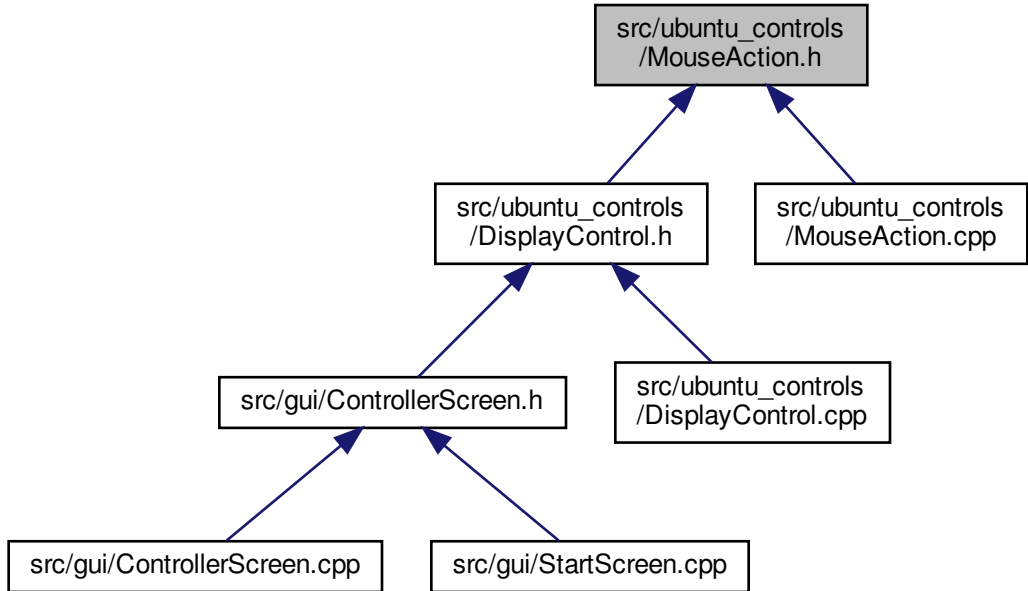 src/ubuntu_controls
/MouseAction.h
src/ubuntu_controls
/DisplayControl.h
src/ubuntu_controls
/MouseAction.cpp
src/gui/ControllerScreen.h
src/ubuntu_controls
/DisplayControl.cpp
src/gui/ControllerScreen.cpp
src/gui/StartScreen.cpp